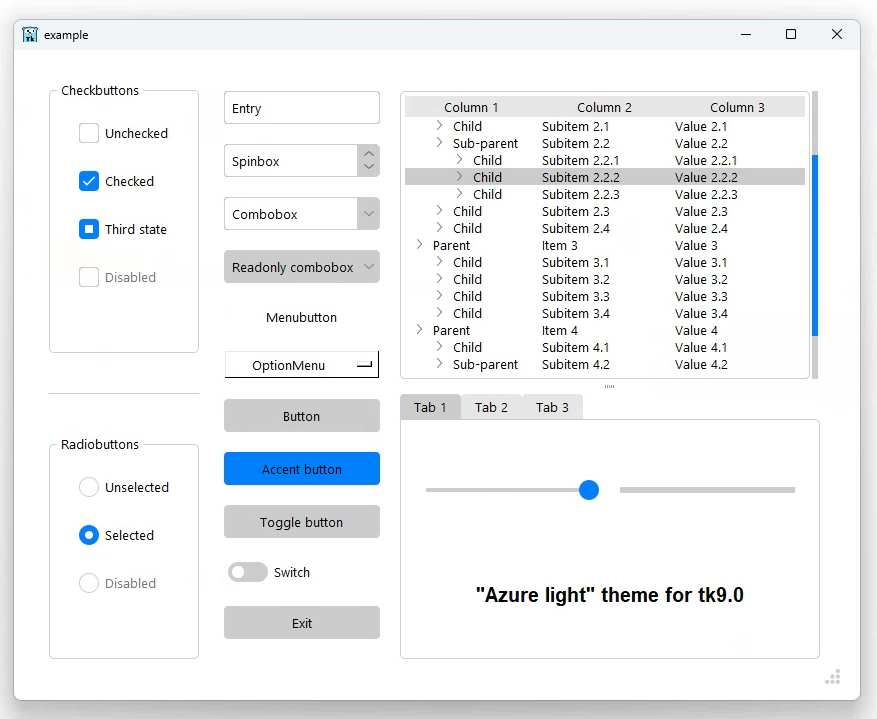 example
Checkbuttons
Unchecked
Checked
Third state
Disabled
Radiobuttons
Unselected
Selected
Disabled
Entry
Spinbox
Combobox
Readonly combobox
Menubutton
OptionMenu
Button
Accent button
Toggle button
Switch
Exit
Column 1 Column 2 Column 3
Child Subitem 2.1 Value 2.1
Sub-parent Subitem 2.2 Value 2.2
Child Subitem 2.2.1 Value 2.2.1
Child Subitem 2.2.2 Value 2.2.2
Child Subitem 2.2.3 Value 2.2.3
Child Subitem 2.3 Value 2.3
Child Subitem 2.4 Value 2.4
Parent Item 3 Value 3
Child Subitem 3.1 Value 3.1
Child Subitem 3.2 Value 3.2
Child Subitem 3.3 Value 3.3
Child Subitem 3.4 Value 3.4
Parent Item 4 Value 4
Child Subitem 4.1 Value 4.1
Sub-parent Subitem 4.2 Value 4.2
Tab 1 Tab 2 Tab 3
"Azure light" theme for tk9.0